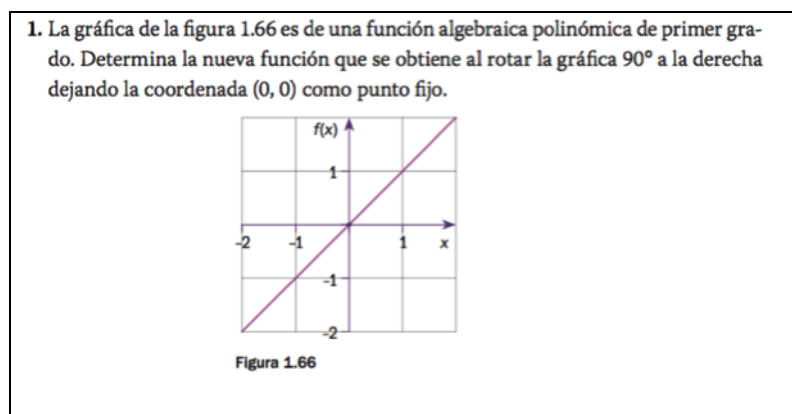 1. La gráfica de la figura 1.66 es de una función algebraica polinómica de primer gra-
do. Determina la nueva función que se obtiene al rotar la gráfica 90° a la derecha
dejando la coordenada (0, 0) como punto fijo.
f(x)
1
-2 -1 1 x
-1
-2
Figura 1.66